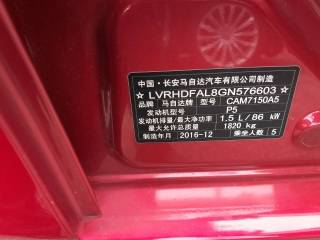 中国·长安马自达汽车有限公司制造
☆LVRHDFAL8GN576603☆
品牌 马自达牌 型号 CAM7150A5
发动机型号 P5
发动机排量/最大净功率 1.5 L/86 kW
最大允许总质量 1820 kg
制造年月 2016-12 乘坐人数 5